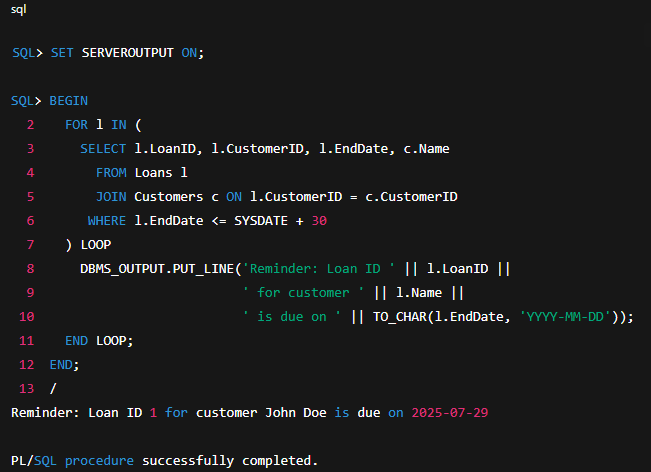 sql
SQL> SET SERVEROUTPUT ON;
SQL> BEGIN
  2    FOR l IN (
  3      SELECT l.LoanID, l.CustomerID, l.EndDate, c.Name
  4        FROM Loans l
  5        JOIN Customers c ON l.CustomerID = c.CustomerID
  6       WHERE l.EndDate <= SYSDATE + 30
  7    ) LOOP
  8      DBMS_OUTPUT.PUT_LINE('Reminder: Loan ID ' || l.LoanID ||
  9                           ' for customer ' || l.Name ||
 10                           ' is due on ' || TO_CHAR(l.EndDate, 'YYYY-MM-DD'));
 11    END LOOP;
 12  END;
 13  /
Reminder: Loan ID 1 for customer John Doe is due on 2025-07-29
PL/SQL procedure successfully completed.